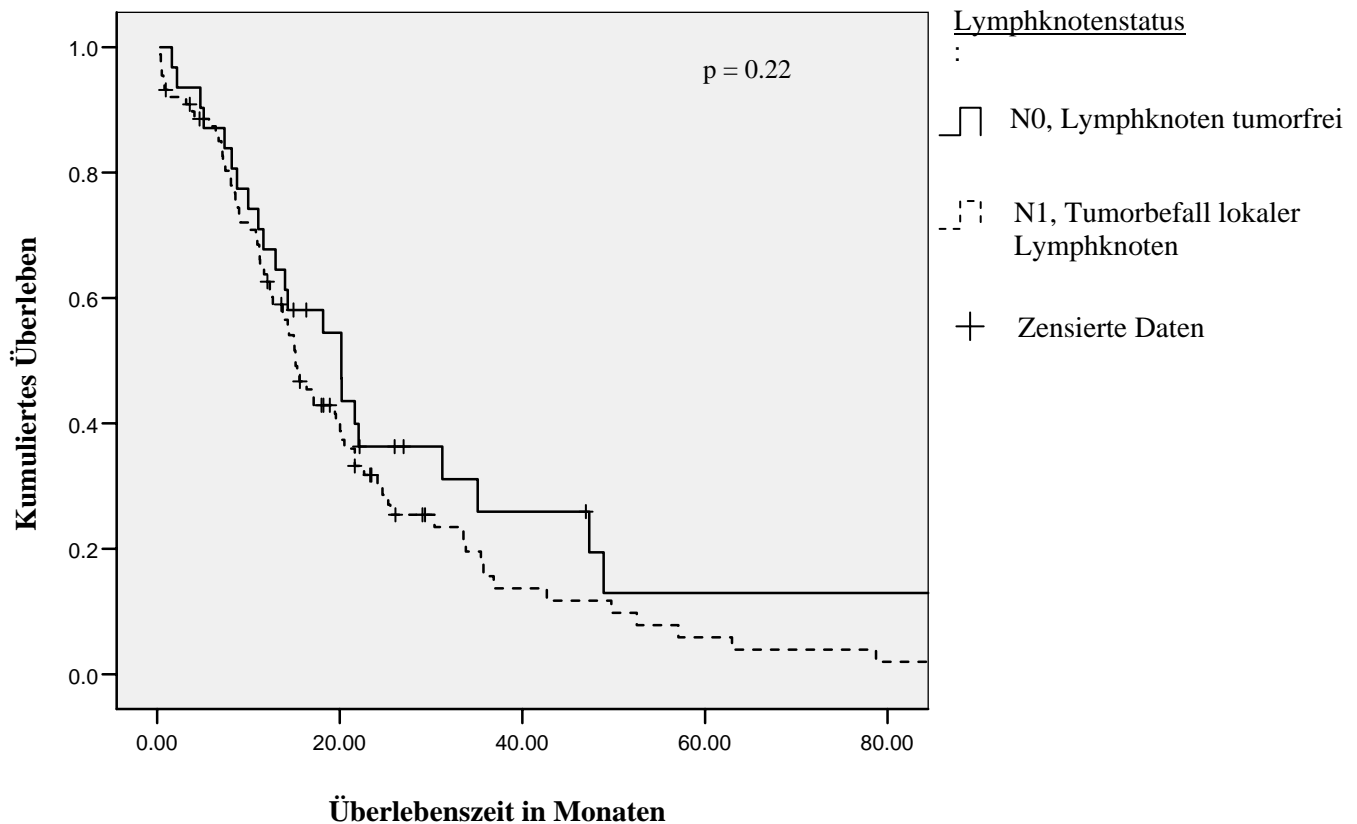 Lymphknotenstatus
:
p = 0.22
N0, Lymphknoten tumorfrei
N1, Tumorbefall lokaler
Lymphknoten
Zensierte Daten
Kumuliertes Überleben
1.0
0.8
0.6
0.4
0.2
0.0
0.00
20.00
40.00
60.00
80.00
Überlebenszeit in Monaten